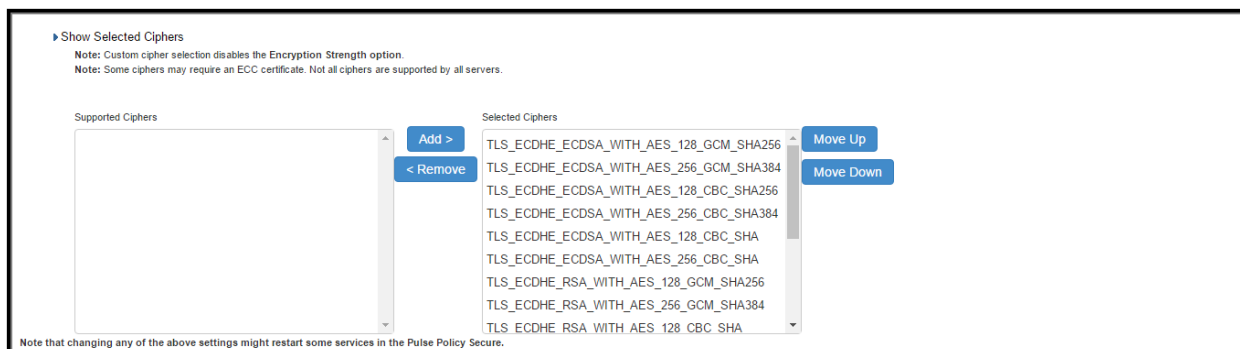 Show Selected Ciphers
Note: Custom cipher selection disables the Encryption Strength option.
Note: Some ciphers may require an ECC certificate. Not all ciphers are supported by all servers.
Supported Ciphers
Add >
< Remove
Selected Ciphers
TLS_ECDHE_ECDSA_WITH_AES_128_GCM_SHA256
TLS_ECDHE_ECDSA_WITH_AES_256_GCM_SHA384
TLS_ECDHE_ECDSA_WITH_AES_128_CBC_SHA256
TLS_ECDHE_ECDSA_WITH_AES_256_CBC_SHA384
TLS_ECDHE_ECDSA_WITH_AES_128_CBC_SHA
TLS_ECDHE_ECDSA_WITH_AES_256_CBC_SHA
TLS_ECDHE_RSA_WITH_AES_128_GCM_SHA256
TLS_ECDHE_RSA_WITH_AES_256_GCM_SHA384
TLS_ECDHE_RSA_WITH_AES_128_CBC_SHA
Move Up
Move Down
Note that changing any of the above settings might restart some services in the Pulse Policy Secure.